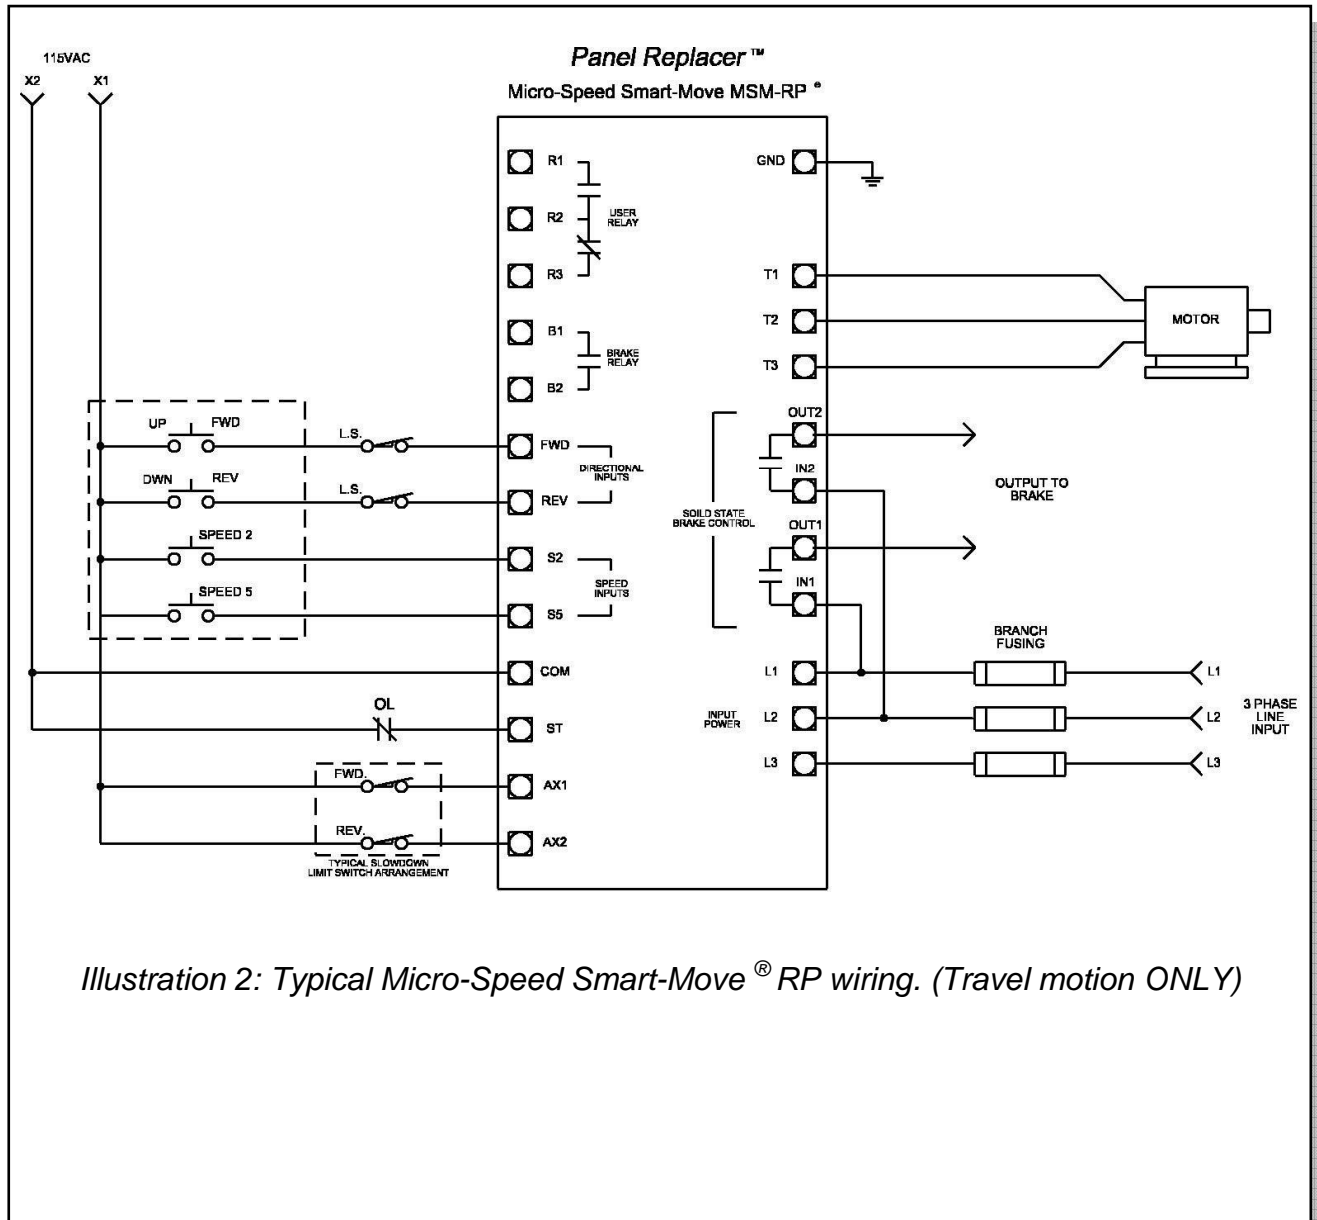 115VAC
X2
X1
Panel Replacer ™
Micro-Speed Smart-Move MSM-RP ®
R1
R2
R3
USER
RELAY
B1
B2
BRAKE
RELAY
UP
FWD
L.S.
FWD
DWN
REV
L.S.
REV
DIRECTIONAL
INPUTS
SPEED 2
S2
SPEED 5
S5
SPEED
INPUTS
COM
OL
ST
FWD.
AX1
REV.
AX2
TYPICAL SLOWDOWN
LIMIT SWITCH ARRANGEMENT
GND
T1
T2
T3
MOTOR
OUT2
IN2
SOILD STATE
BRAKE CONTROL
OUT1
IN1
OUTPUT TO
BRAKE
BRANCH
FUSING
INPUT
POWER
L1
L2
L3
L1
L2
L3
3 PHASE
LINE
INPUT
Illustration 2: Typical Micro-Speed Smart-Move ® RP wiring. (Travel motion ONLY)